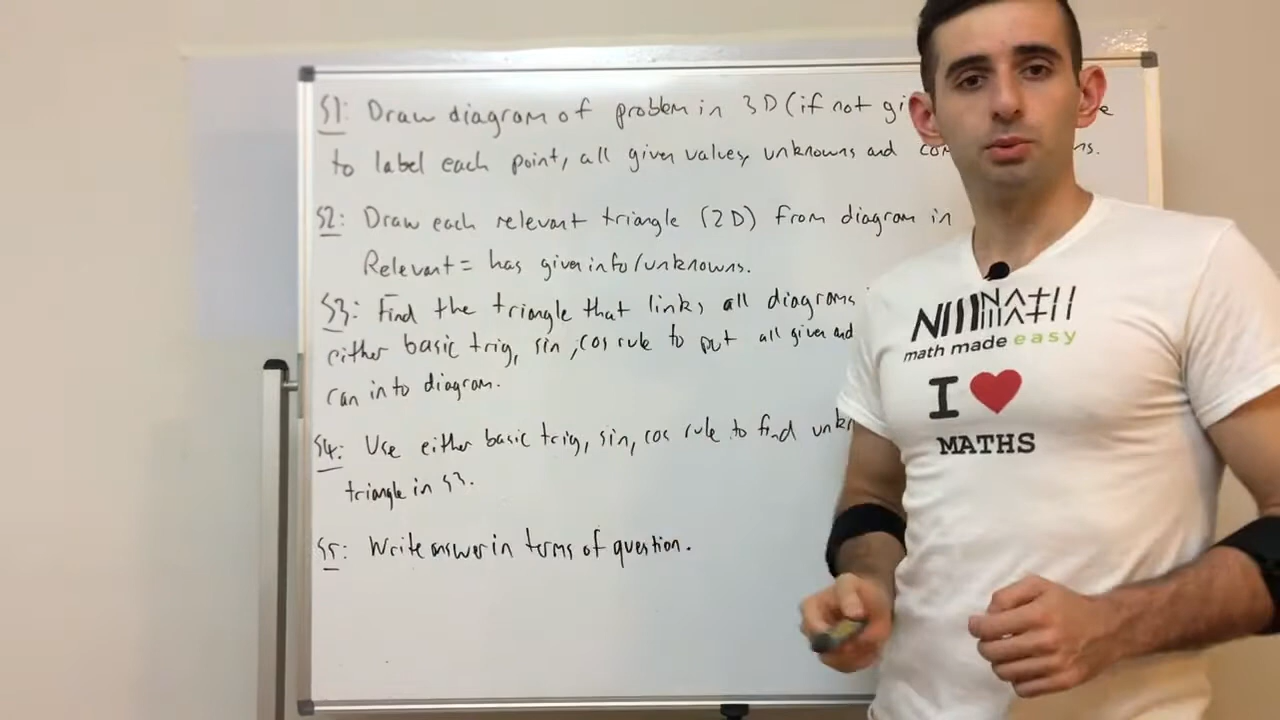 S1: Draw diagram of problem in 3D (if not
to label each point, all given values, unknowns and
S2: Draw each relevant triangle (2D) from diagram in
Relevant = has given info/unknowns.
S3: Find the triangle that links all diagrams
either basic trig, sin, cos rule to put all given and
can into diagram.
S4: Use either basic trig, sin, cos rule to find
triangle in S3.
S5: Write answer in terms of question.
math made easy
I ❤
MATHS